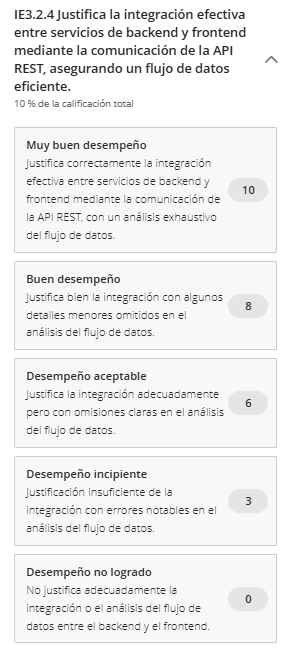 IE3.2.4 Justifica la integración efectiva
entre servicios de backend y frontend
mediante la comunicación de la API
REST, asegurando un flujo de datos
eficiente.
10 % de la calificación total
Muy buen desempeño
Justifica correctamente la integración
efectiva entre servicios de backend y
frontend mediante la comunicación de
la API REST, con un análisis exhaustivo
del flujo de datos.
10
Buen desempeño
Justifica bien la integración con algunos
detalles menores omitidos en el
análisis del flujo de datos.
8
Desempeño aceptable
Justifica la integración adecuadamente
pero con omisiones claras en el análisis
del flujo de datos.
6
Desempeño incipiente
Justificación insuficiente de la
integración con errores notables en el
análisis del flujo de datos.
3
Desempeño no logrado
No justifica adecuadamente la
integración o el análisis del flujo de
datos entre el backend y el frontend.
0